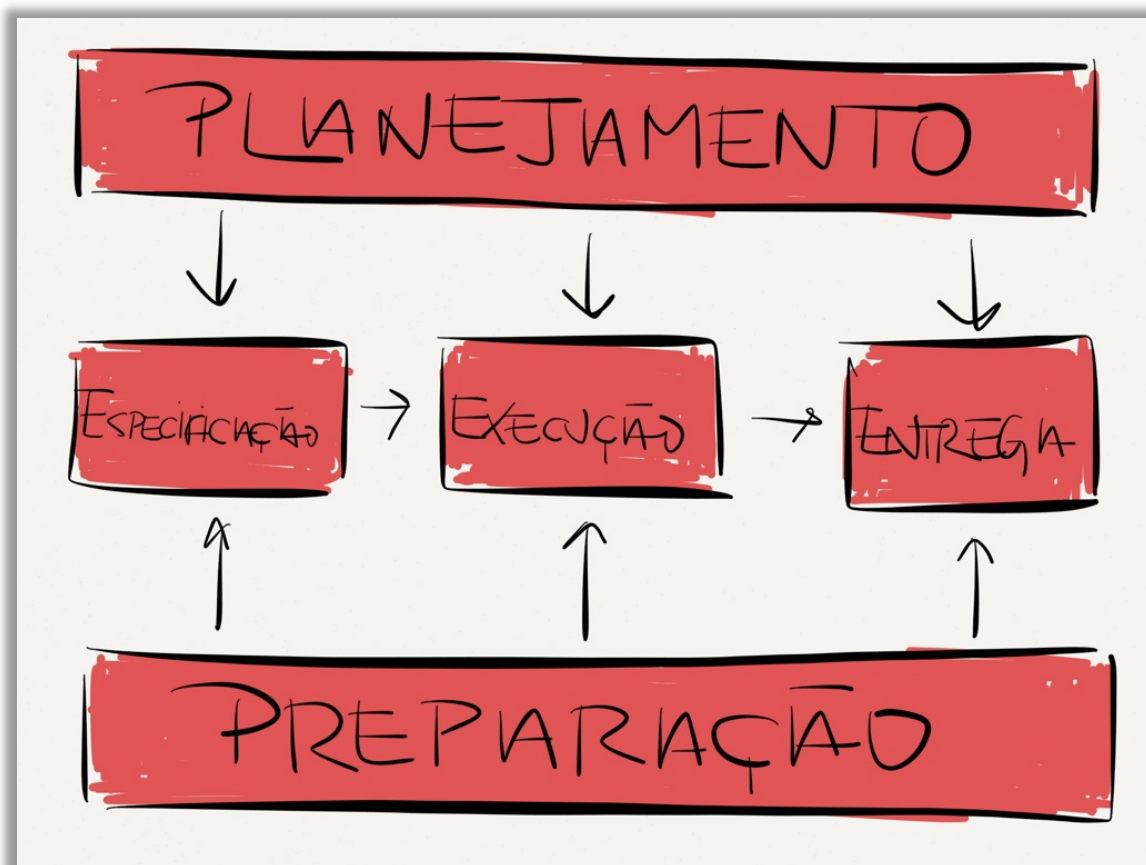 PLANEJAMENTO
ESPECIFICAÇÃO
EXECUÇÃO
ENTREGA
PREPARAÇÃO